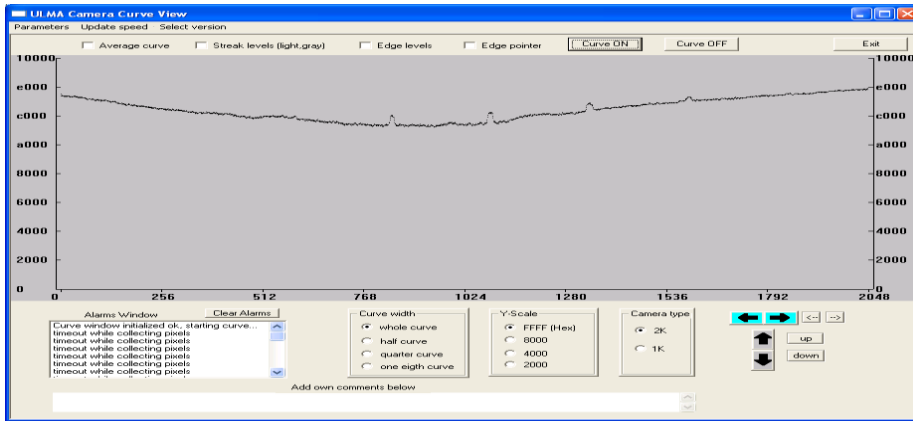 ULMA Camera Curve View
Parameters Update speed Select version
Average curve Streak levels (light,gray) Edge levels Edge pointer Curve ON Curve OFF Exit
10000 10000
e000 e000
c000 c000
a000 a000
8000 8000
6000 6000
4000 4000
2000 2000
0 0
0 256 512 768 1024 1280 1536 1792 2048
Alarms Window Clear Alarms
Curve window initialized ok, starting curve...
timeout while collecting pixels
timeout while collecting pixels
timeout while collecting pixels
timeout while collecting pixels
timeout while collecting pixels
timeout while collecting pixels
Curve width
whole curve
half curve
quarter curve
one eigth curve
Y-Scale
FFFF (Hex)
8000
4000
2000
Camera type
2K
1K
<-- -->
up
down
Add own comments below